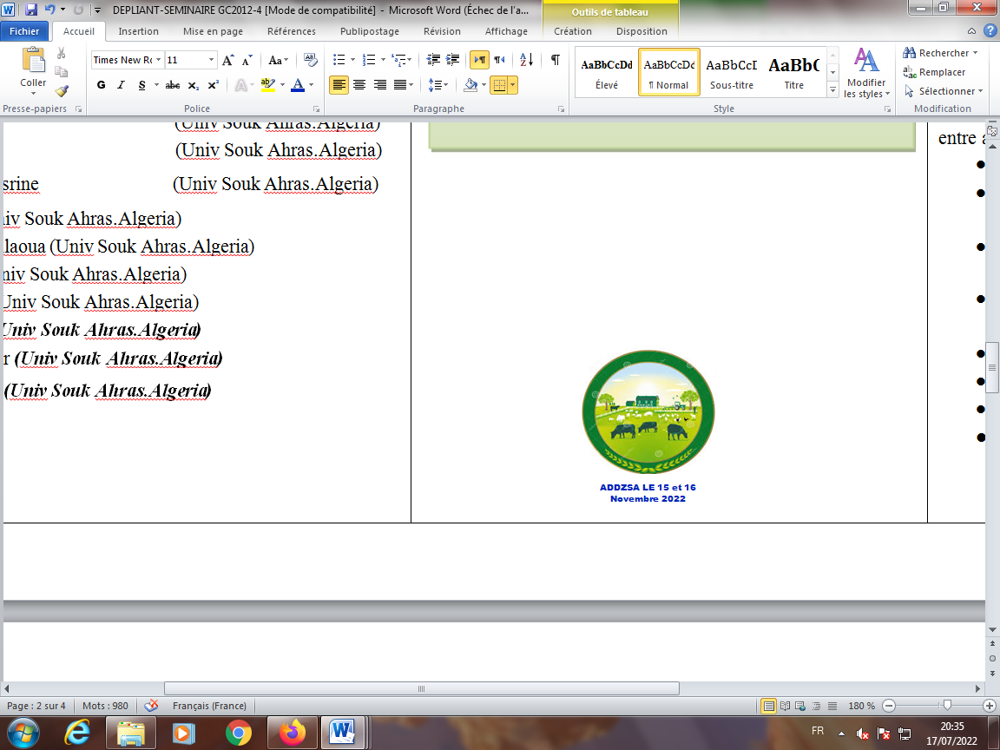 DEPLIANT-SEMINAIRE GC2012-4 [Mode de compatibilité] - Microsoft Word (Échec de l'a...
Outils de tableau
Fichier
Accueil
Insertion
Mise en page
Références
Publipostage
Révision
Affichage
Création
Disposition
Coller
Times New Ro
11
Aa
G I S abc x₂ x²
AaBbCcDd
AaBbCcDd
AaBbCcI
AaBb(
Élevé
¶ Normal
Sous-titre
Titre
Modifier
les styles
Rechercher
Remplacer
Sélectionner
Presse-papiers
Police
Paragraphe
Style
Modification
(Univ Souk Ahras.Algeria)
(Univ Souk Ahras.Algeria)
srine (Univ Souk Ahras.Algeria)
niv Souk Ahras.Algeria)
laoua (Univ Souk Ahras.Algeria)
niv Souk Ahras.Algeria)
Univ Souk Ahras.Algeria)
(Univ Souk Ahras.Algeria)
r (Univ Souk Ahras.Algeria)
(Univ Souk Ahras.Algeria)
ADDZSA LE 15 et 16
Novembre 2022
entre a
Page : 2 sur 4
Mots : 980
Français (France)
180 %
FR
20:35
17/07/2022